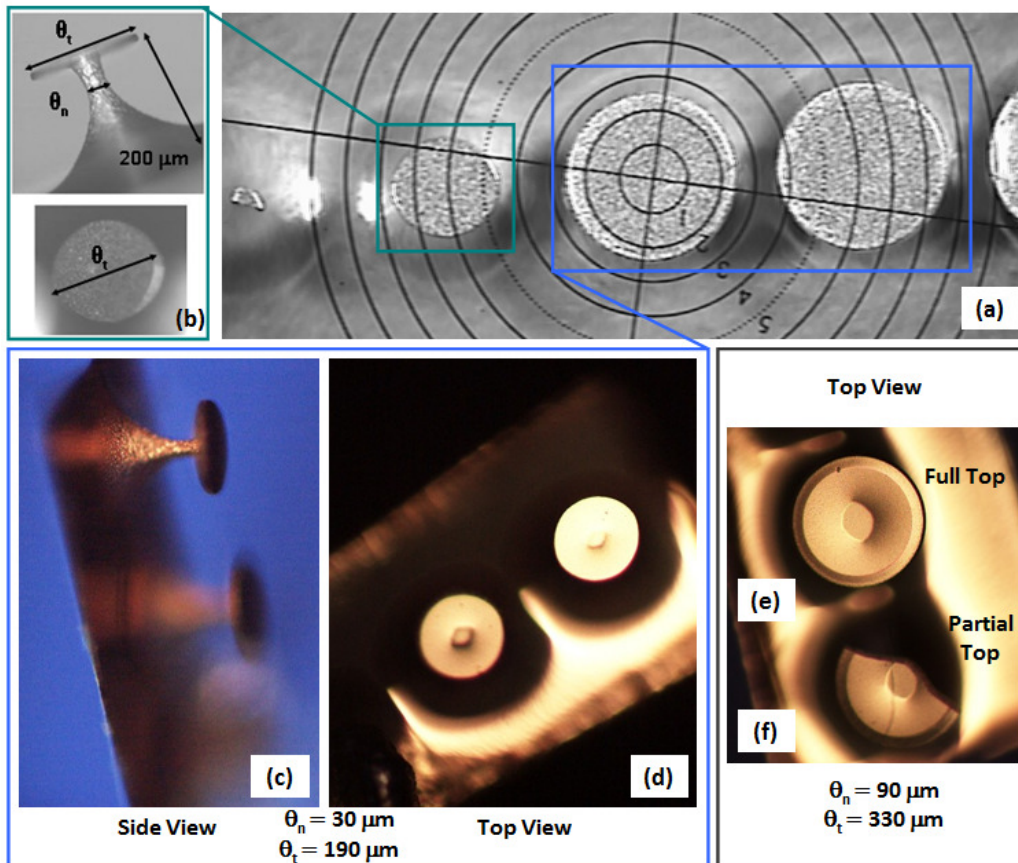 θt
θn
200 μm
θt
(b)
1
2
3
4
5
(a)
(c)
Side View
(d)
Top View
θn = 30 μm
θt = 190 μm
Top View
Full Top
(e)
Partial
Top
(f)
θn = 90 μm
θt = 330 μm